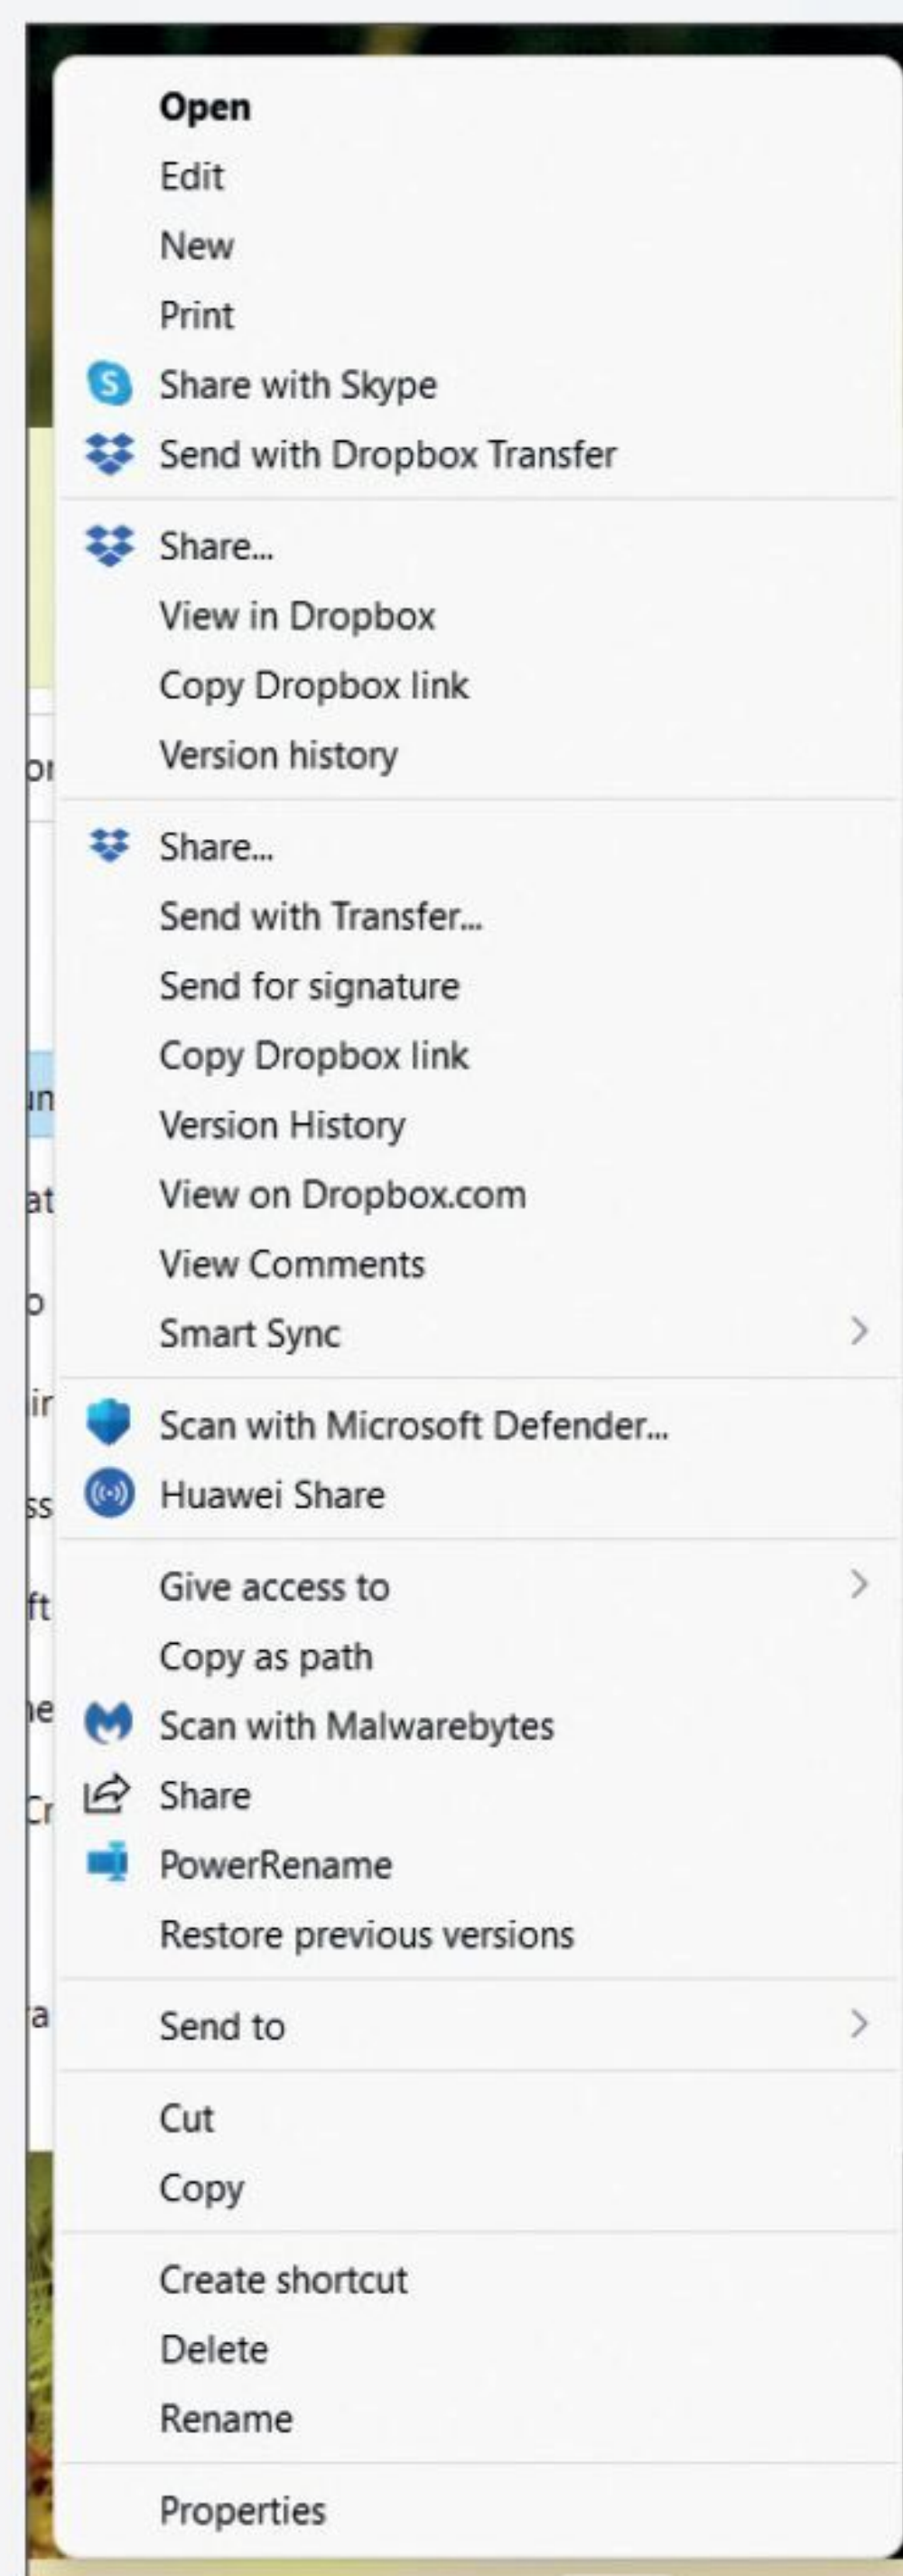 Open
Edit
New
Print
Share with Skype
Send with Dropbox Transfer
Share...
View in Dropbox
Copy Dropbox link
Version history
Share...
Send with Transfer...
Send for signature
Copy Dropbox link
Version History
View on Dropbox.com
View Comments
Smart Sync
Scan with Microsoft Defender...
Huawei Share
Give access to
Copy as path
Scan with Malwarebytes
Share
PowerRename
Restore previous versions
Send to
Cut
Copy
Create shortcut
Delete
Rename
Properties